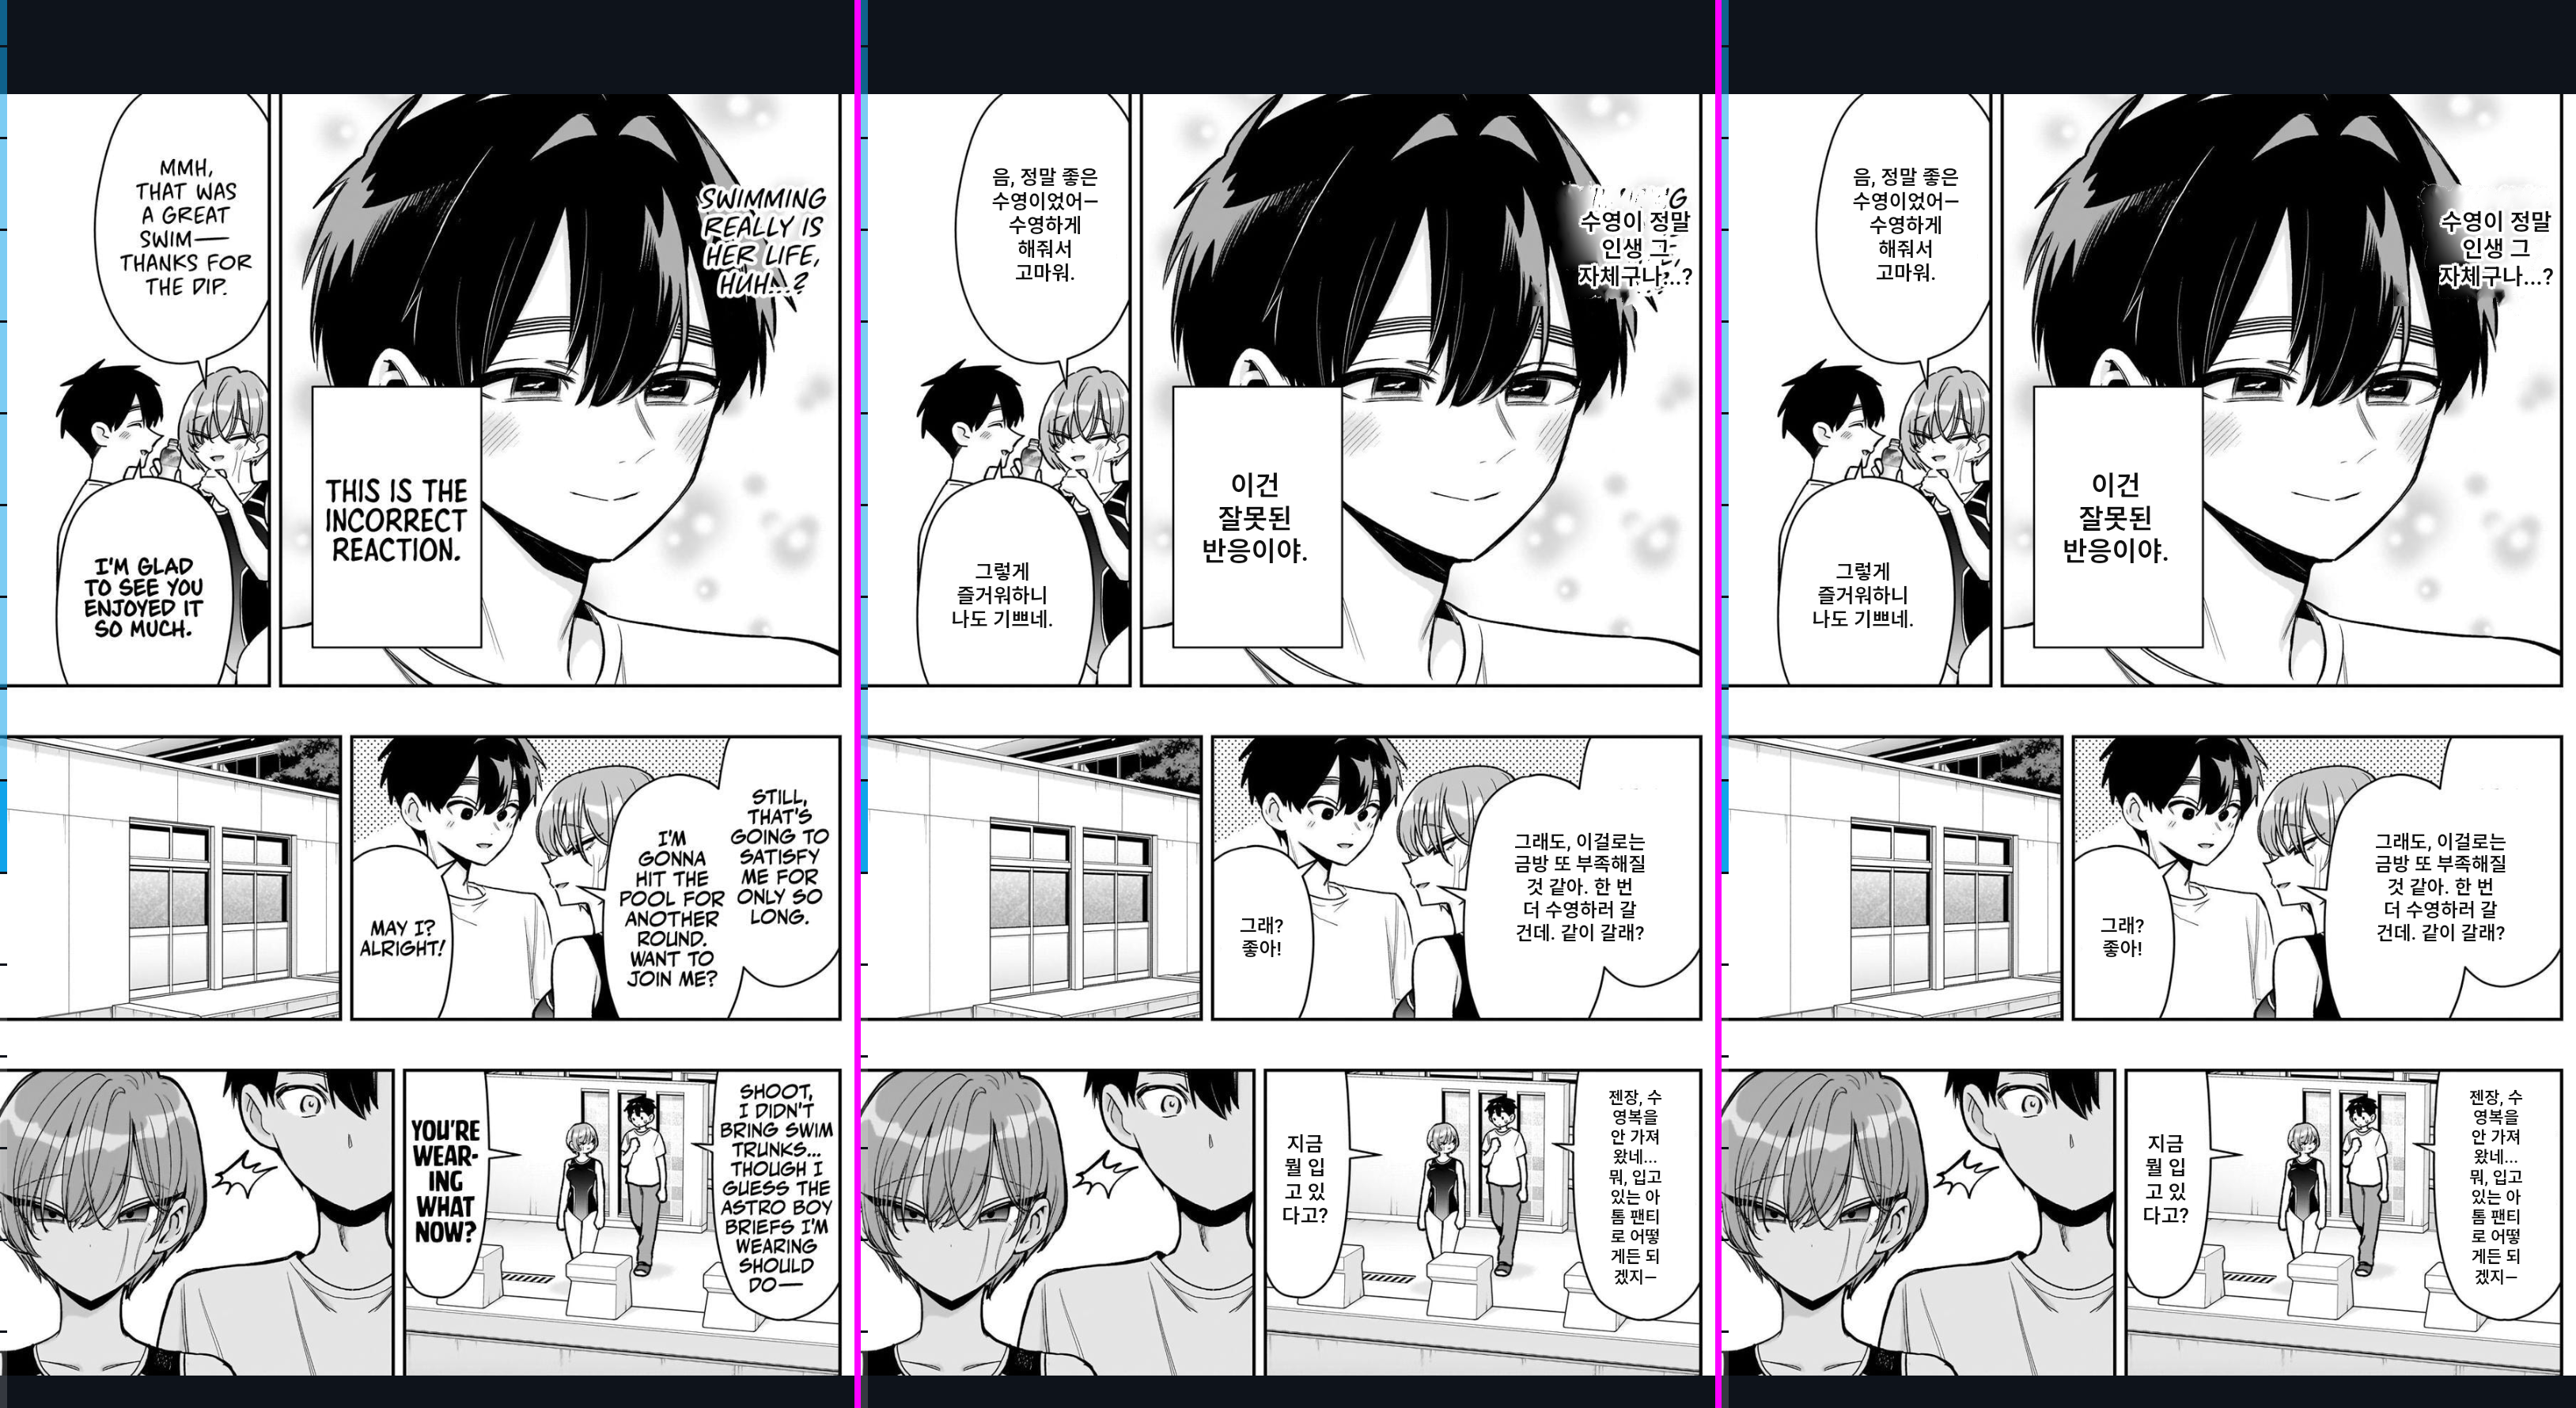 MMH,
THAT WAS
A GREAT
SWIM—
THANKS FOR
THE DIP.
I'M GLAD
TO SEE YOU
ENJOYED IT
SO MUCH.
SWIMMING
REALLY IS
HER LIFE,
HUH...?
THIS IS THE
INCORRECT
REACTION.
STILL,
THAT'S
GOING TO
SATISFY
ME FOR
ONLY SO
LONG.
I'M
GONNA
HIT THE
POOL FOR
ANOTHER
ROUND.
WANT TO
JOIN ME?
MAY I?
ALRIGHT!
SHOOT,
I DIDN'T
BRING SWIM
TRUNKS...
THOUGH I
GUESS THE
ASTRO BOY
BRIEFS I'M
WEARING
SHOULD
DO—
YOU'RE
WEAR-
ING
WHAT
NOW?
음, 정말 좋은
수영이었어—
수영하게
해줘서
고마워.
그렇게
즐거워하니
나도 기쁘네.
수영이 정말
인생 그
자체구나...?
이건
잘못된
반응이야.
그래도, 이걸로는
금방 또 부족해질
것 같아. 한 번
더 수영하러 갈
건데. 같이 갈래?
그래?
좋아!
젠장, 수
영복을
안 가져
왔네...
뭐, 입고
있는 아
톰 팬티
로 어떻
게든 되
겠지—
지금
뭘 입
고 있
다고?
음, 정말 좋은
수영이었어—
수영하게
해줘서
고마워.
그렇게
즐거워하니
나도 기쁘네.
수영이 정말
인생 그
자체구나...?
이건
잘못된
반응이야.
그래도, 이걸로는
금방 또 부족해질
것 같아. 한 번
더 수영하러 갈
건데. 같이 갈래?
그래?
좋아!
젠장, 수
영복을
안 가져
왔네...
뭐, 입고
있는 아
톰 팬티
로 어떻
게든 되
겠지—
지금
뭘 입
고 있
다고?